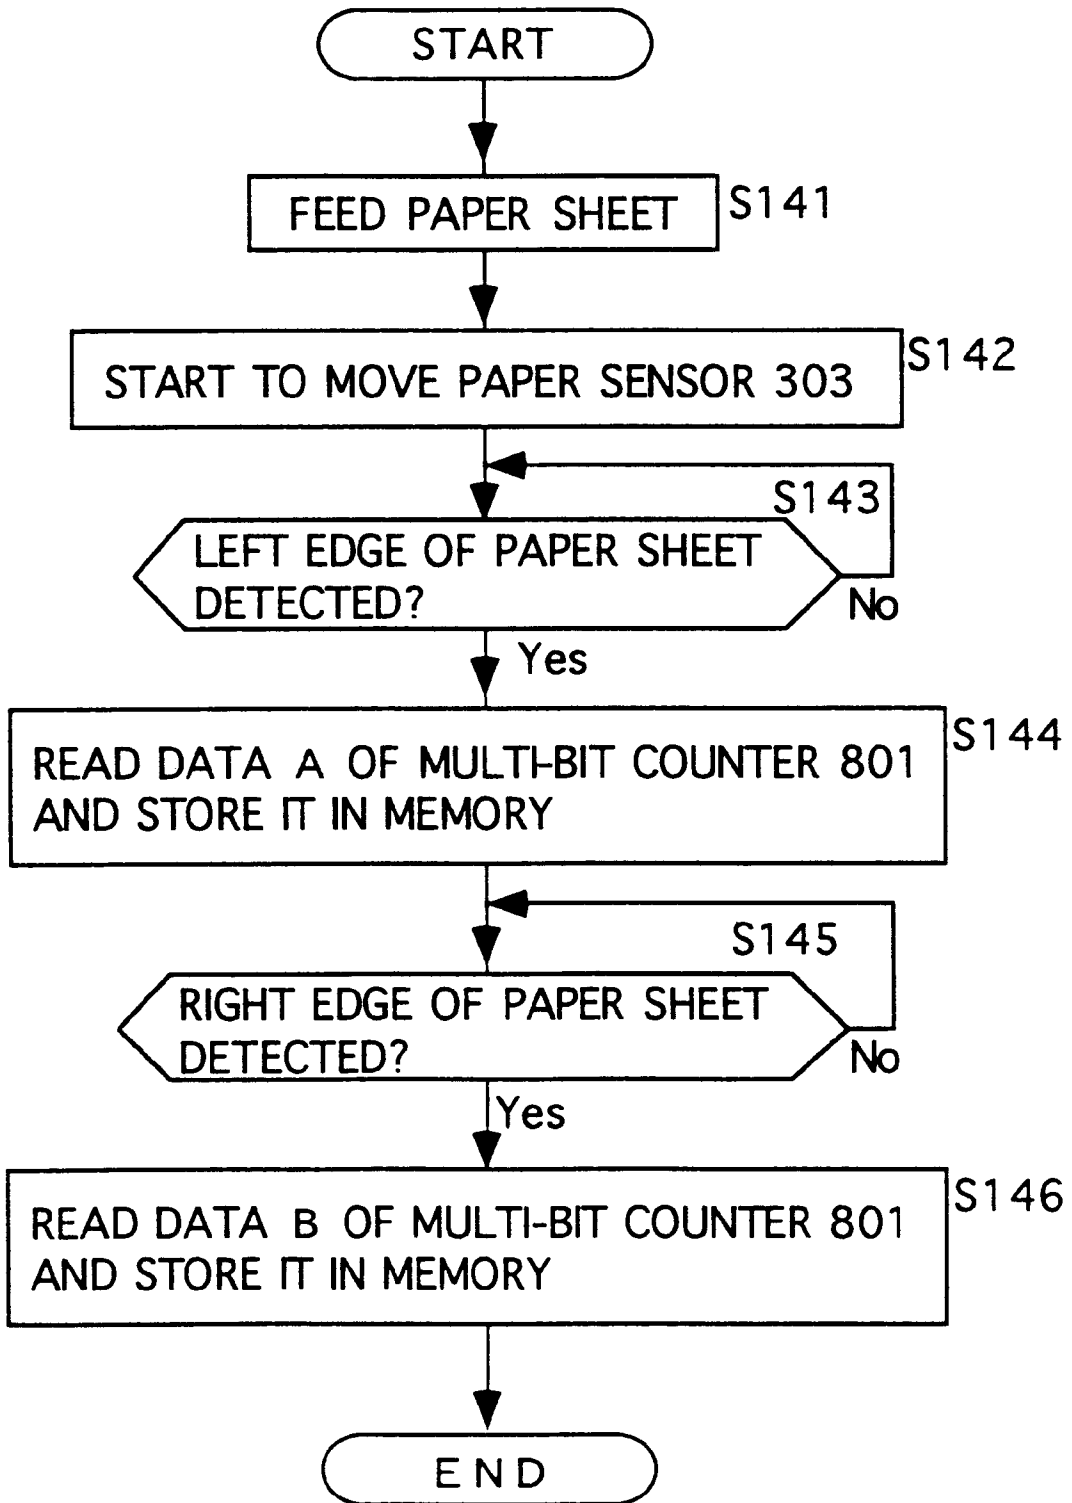 START
FEED PAPER SHEET
S141
START TO MOVE PAPER SENSOR 303
S142
S143
LEFT EDGE OF PAPER SHEET
DETECTED?
No
Yes
READ DATA A OF MULTI-BIT COUNTER 801
AND STORE IT IN MEMORY
S144
S145
RIGHT EDGE OF PAPER SHEET
DETECTED?
No
Yes
READ DATA B OF MULTI-BIT COUNTER 801
AND STORE IT IN MEMORY
S146
END